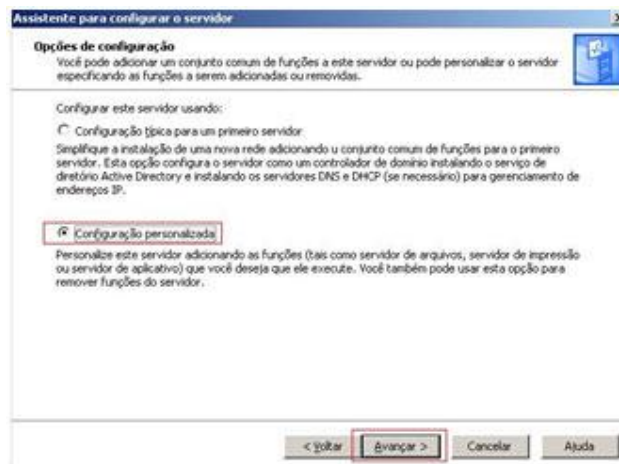 Assistente para configurar o servidor
Opções de configuração
Você pode adicionar um conjunto comum de funções a este servidor ou pode personalizar o servidor
especificando as funções a serem adicionadas ou removidas.
Configurar este servidor usando:
Configuração típica para um primeiro servidor
Simplifique a instalação de uma nova rede adicionando u conjunto comum de funções para o primeiro
servidor. Esta opção configura o servidor como um controlador de domínio instalando o serviço de
diretório Active Directory e instalando os servidores DNS e DHCP (se necessário) para gerenciamento de
endereços IP.
Configuração personalizada
Personalize este servidor adicionando as funções (tais como servidor de arquivos, servidor de impressão
ou servidor de aplicativo) que você deseja que ele execute. Você também pode usar esta opção para
remover funções do servidor.
< Voltar Avançar > Cancelar Ajuda